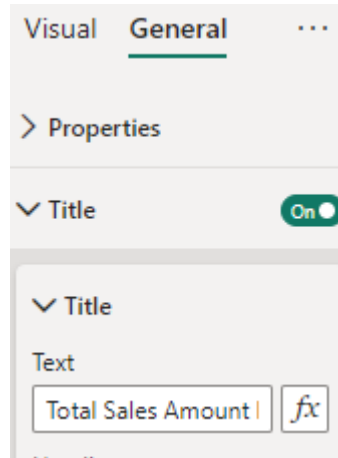 Visual General ...
Properties
Title
On
Title
Text
Total Sales Amount
fx